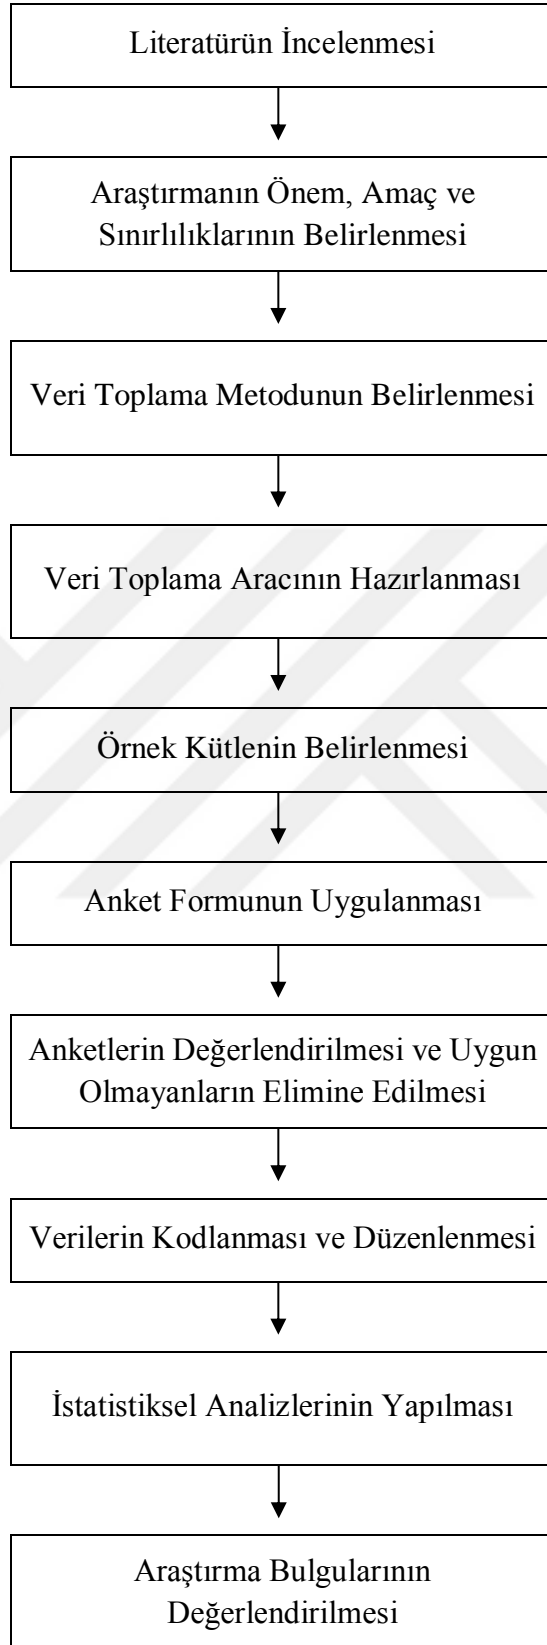 Literatürün İncelenmesi
Araştırmanın Önem, Amaç ve
Sınırlılıklarının Belirlenmesi
Veri Toplama Metodunun Belirlenmesi
Veri Toplama Aracının Hazırlanması
Örnek Kütlenin Belirlenmesi
Anket Formunun Uygulanması
Anketlerin Değerlendirilmesi ve Uygun
Olmayanların Elimine Edilmesi
Verilerin Kodlanması ve Düzenlenmesi
İstatistiksel Analizlerinin Yapılması
Araştırma Bulgularının
Değerlendirilmesi